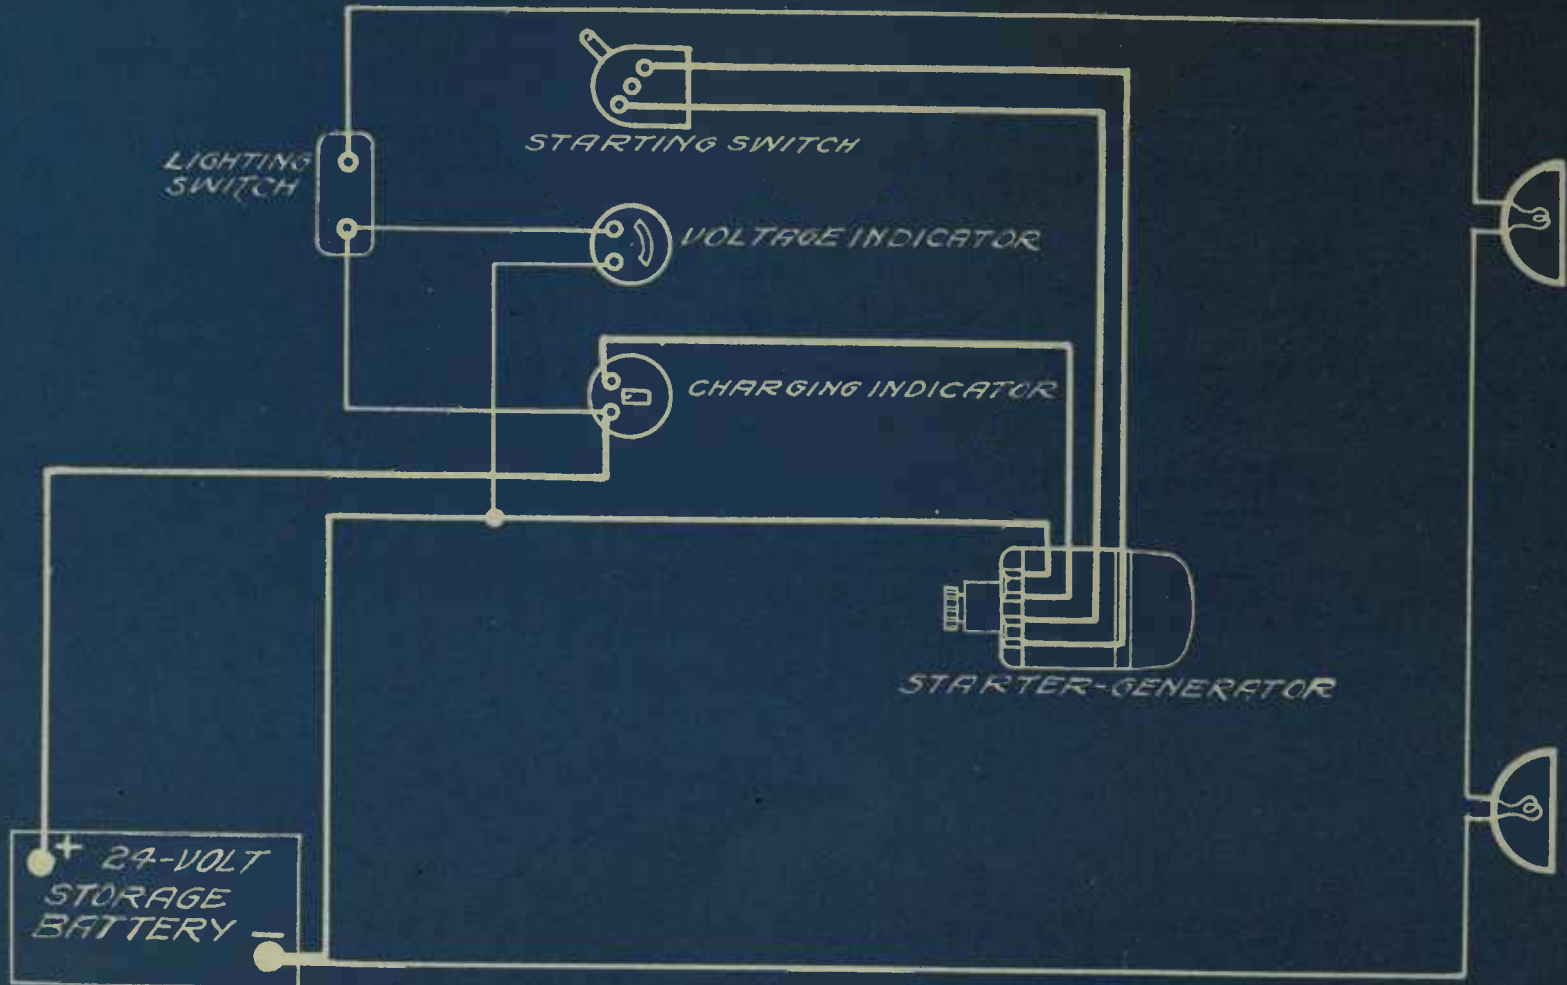 STARTING SWITCH
LIGHTING
SWITCH
VOLTAGE INDICATOR
CHARGING INDICATOR
STARTER-GENERATOR
+ 24-VOLT
STORAGE
BATTERY -